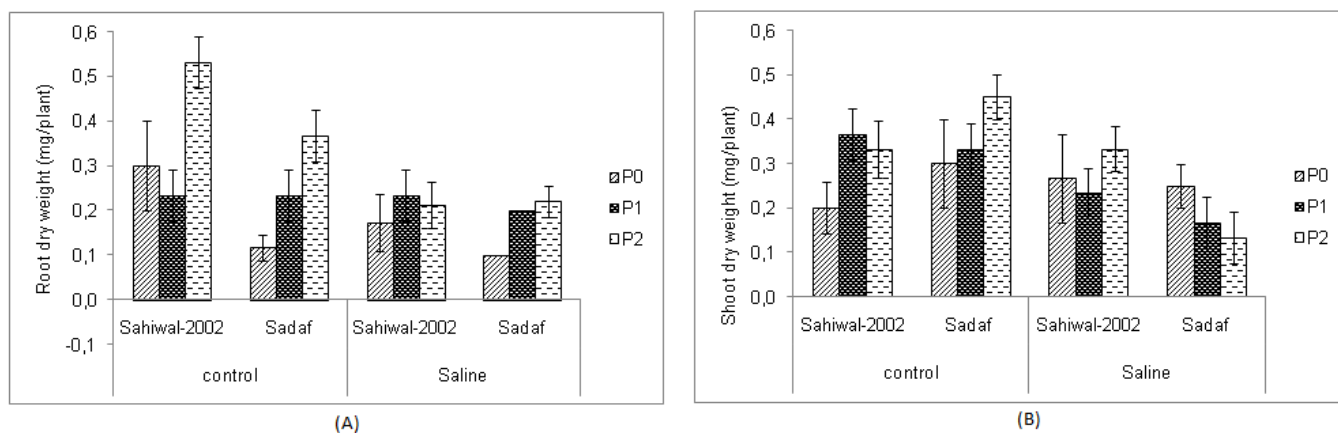 Root dry weight (mg/plant)
0,6
0,5
0,4
0,3
0,2
0,1
0,0
-0,1
Sahiwal-2002 Sadaf Sahiwal-2002 Sadaf
control Saline
P0
P1
P2
(A)
Shoot dry weight (mg/plant)
0,6
0,5
0,4
0,3
0,2
0,1
0,0
Sahiwal-2002 Sadaf Sahiwal-2002 Sadaf
control Saline
P0
P1
P2
(B)